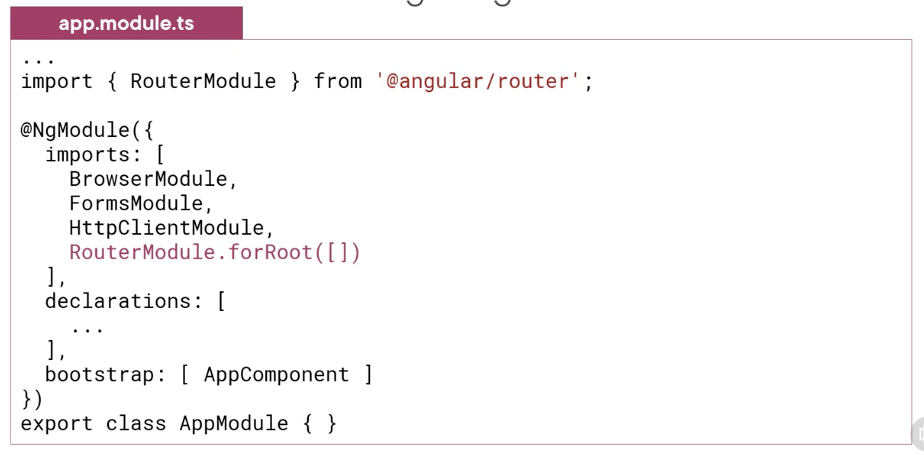 app.module.ts
...
import { RouterModule } from '@angular/router';
@NgModule({
imports: [
BrowserModule,
FormsModule,
HttpClientModule,
RouterModule.forRoot([])
],
declarations: [
...
],
bootstrap: [ AppComponent ]
})
export class AppModule { }